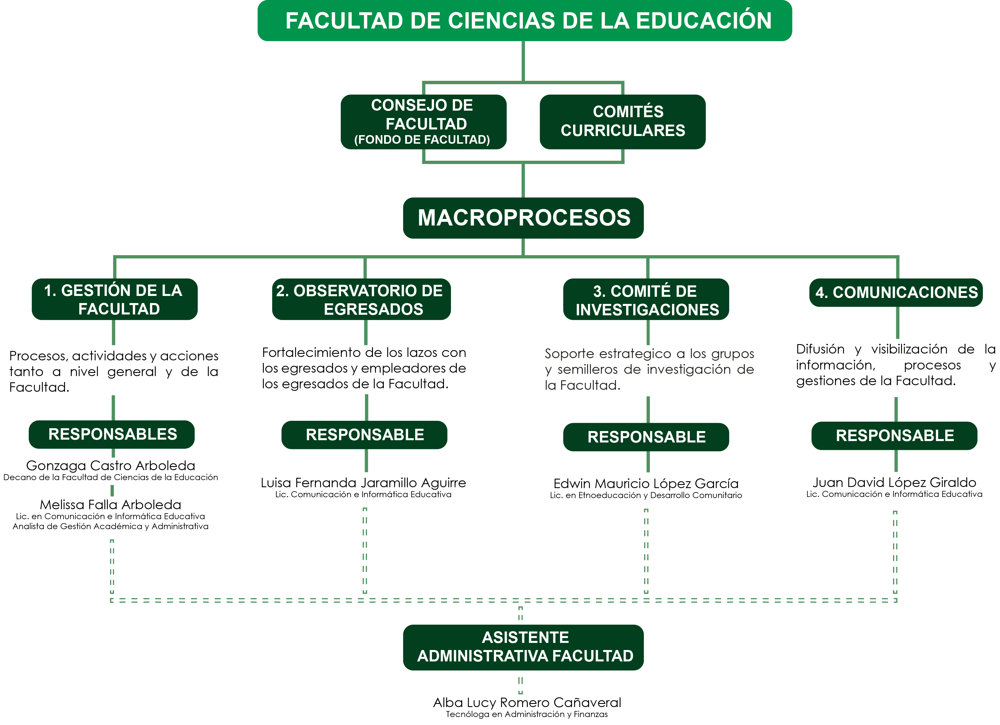 FACULTAD DE CIENCIAS DE LA EDUCACIÓN
CONSEJO DE
FACULTAD
(FONDO DE FACULTAD)
COMITÉS
CURRICULARES
MACROPROCESOS
1. GESTIÓN DE LA
FACULTAD
Procesos, actividades y acciones
tanto a nivel general y de la
Facultad.
RESPONSABLES
Gonzaga Castro Arboleda
Decano de la Facultad de Ciencias de la Educación
Melissa Falla Arboleda
Lic. en Comunicación e Informática Educativa
Analista de Gestión Académica y Administrativa
2. OBSERVATORIO DE
EGRESADOS
Fortalecimiento de los lazos con
los egresados y empleadores de
los egresados de la Facultad.
RESPONSABLE
Luisa Fernanda Jaramillo Aguirre
Lic. Comunicación e Informática Educativa
3. COMITÉ DE
INVESTIGACIONES
Soporte estrategico a los grupos
y semilleros de investigación de
la Facultad.
RESPONSABLE
Edwin Mauricio López García
Lic. en Etnoeducación y Desarrollo Comunitario
4. COMUNICACIONES
Difusión y visibilización de la
información, procesos y
gestiones de la Facultad.
RESPONSABLE
Juan David López Giraldo
Lic. Comunicación e Informática Educativa
ASISTENTE
ADMINISTRATIVA FACULTAD
Alba Lucy Romero Cañaveral
Tecnóloga en Administración y Finanzas